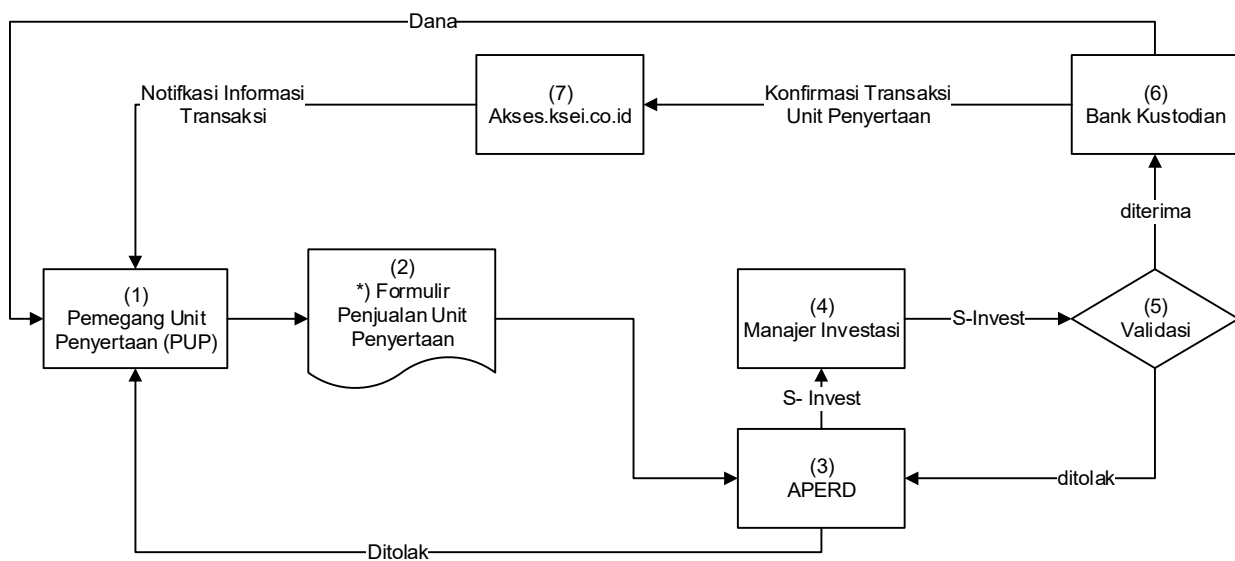 Dana
(7)
Akses.ksei.co.id
Notifkasi Informasi
Transaksi
Konfirmasi Transaksi
Unit Penyertaan
(6)
Bank Kustodian
diterima
(1)
Pemegang Unit
Penyertaan (PUP)
(2)
*) Formulir
Penjualan Unit
Penyertaan
(4)
Manajer Investasi
S-Invest
(5)
Validasi
S- Invest
(3)
APERD
ditolak
Ditolak